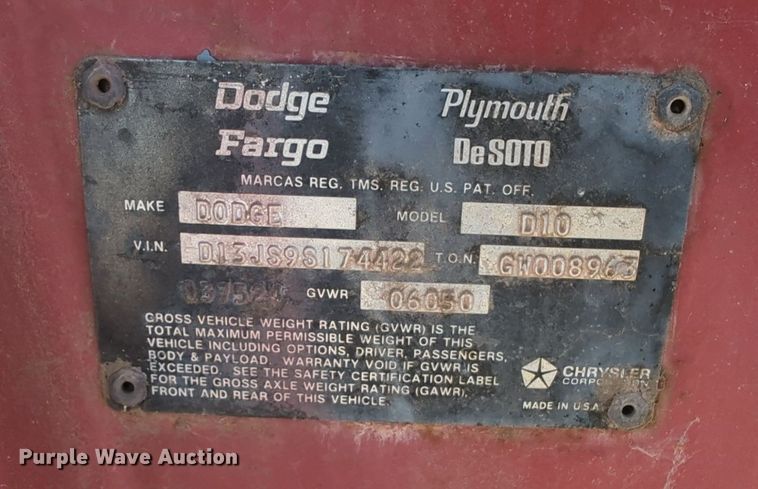 Dodge Plymouth
Fargo De SOTO
MARCAS REG. TMS. REG. U.S. PAT. OFF.
MAKE DODGE MODEL D10
V.I.N. D13JS9S174422 T.O.N. GW008963
GVWR 06050
GROSS VEHICLE WEIGHT RATING (GVWR) IS THE
TOTAL MAXIMUM PERMISSIBLE WEIGHT OF THIS
VEHICLE INCLUDING OPTIONS, DRIVER, PASSENGERS,
BODY & PAYLOAD. WARRANTY VOID IF GVWR IS
EXCEEDED. SEE THE SAFETY CERTIFICATION LABEL
FOR THE GROSS AXLE WEIGHT RATING (GAWR),
FRONT AND REAR OF THIS VEHICLE.
CHRYSLER
CORPORATION
MADE IN U.S.A.
Purple Wave Auction